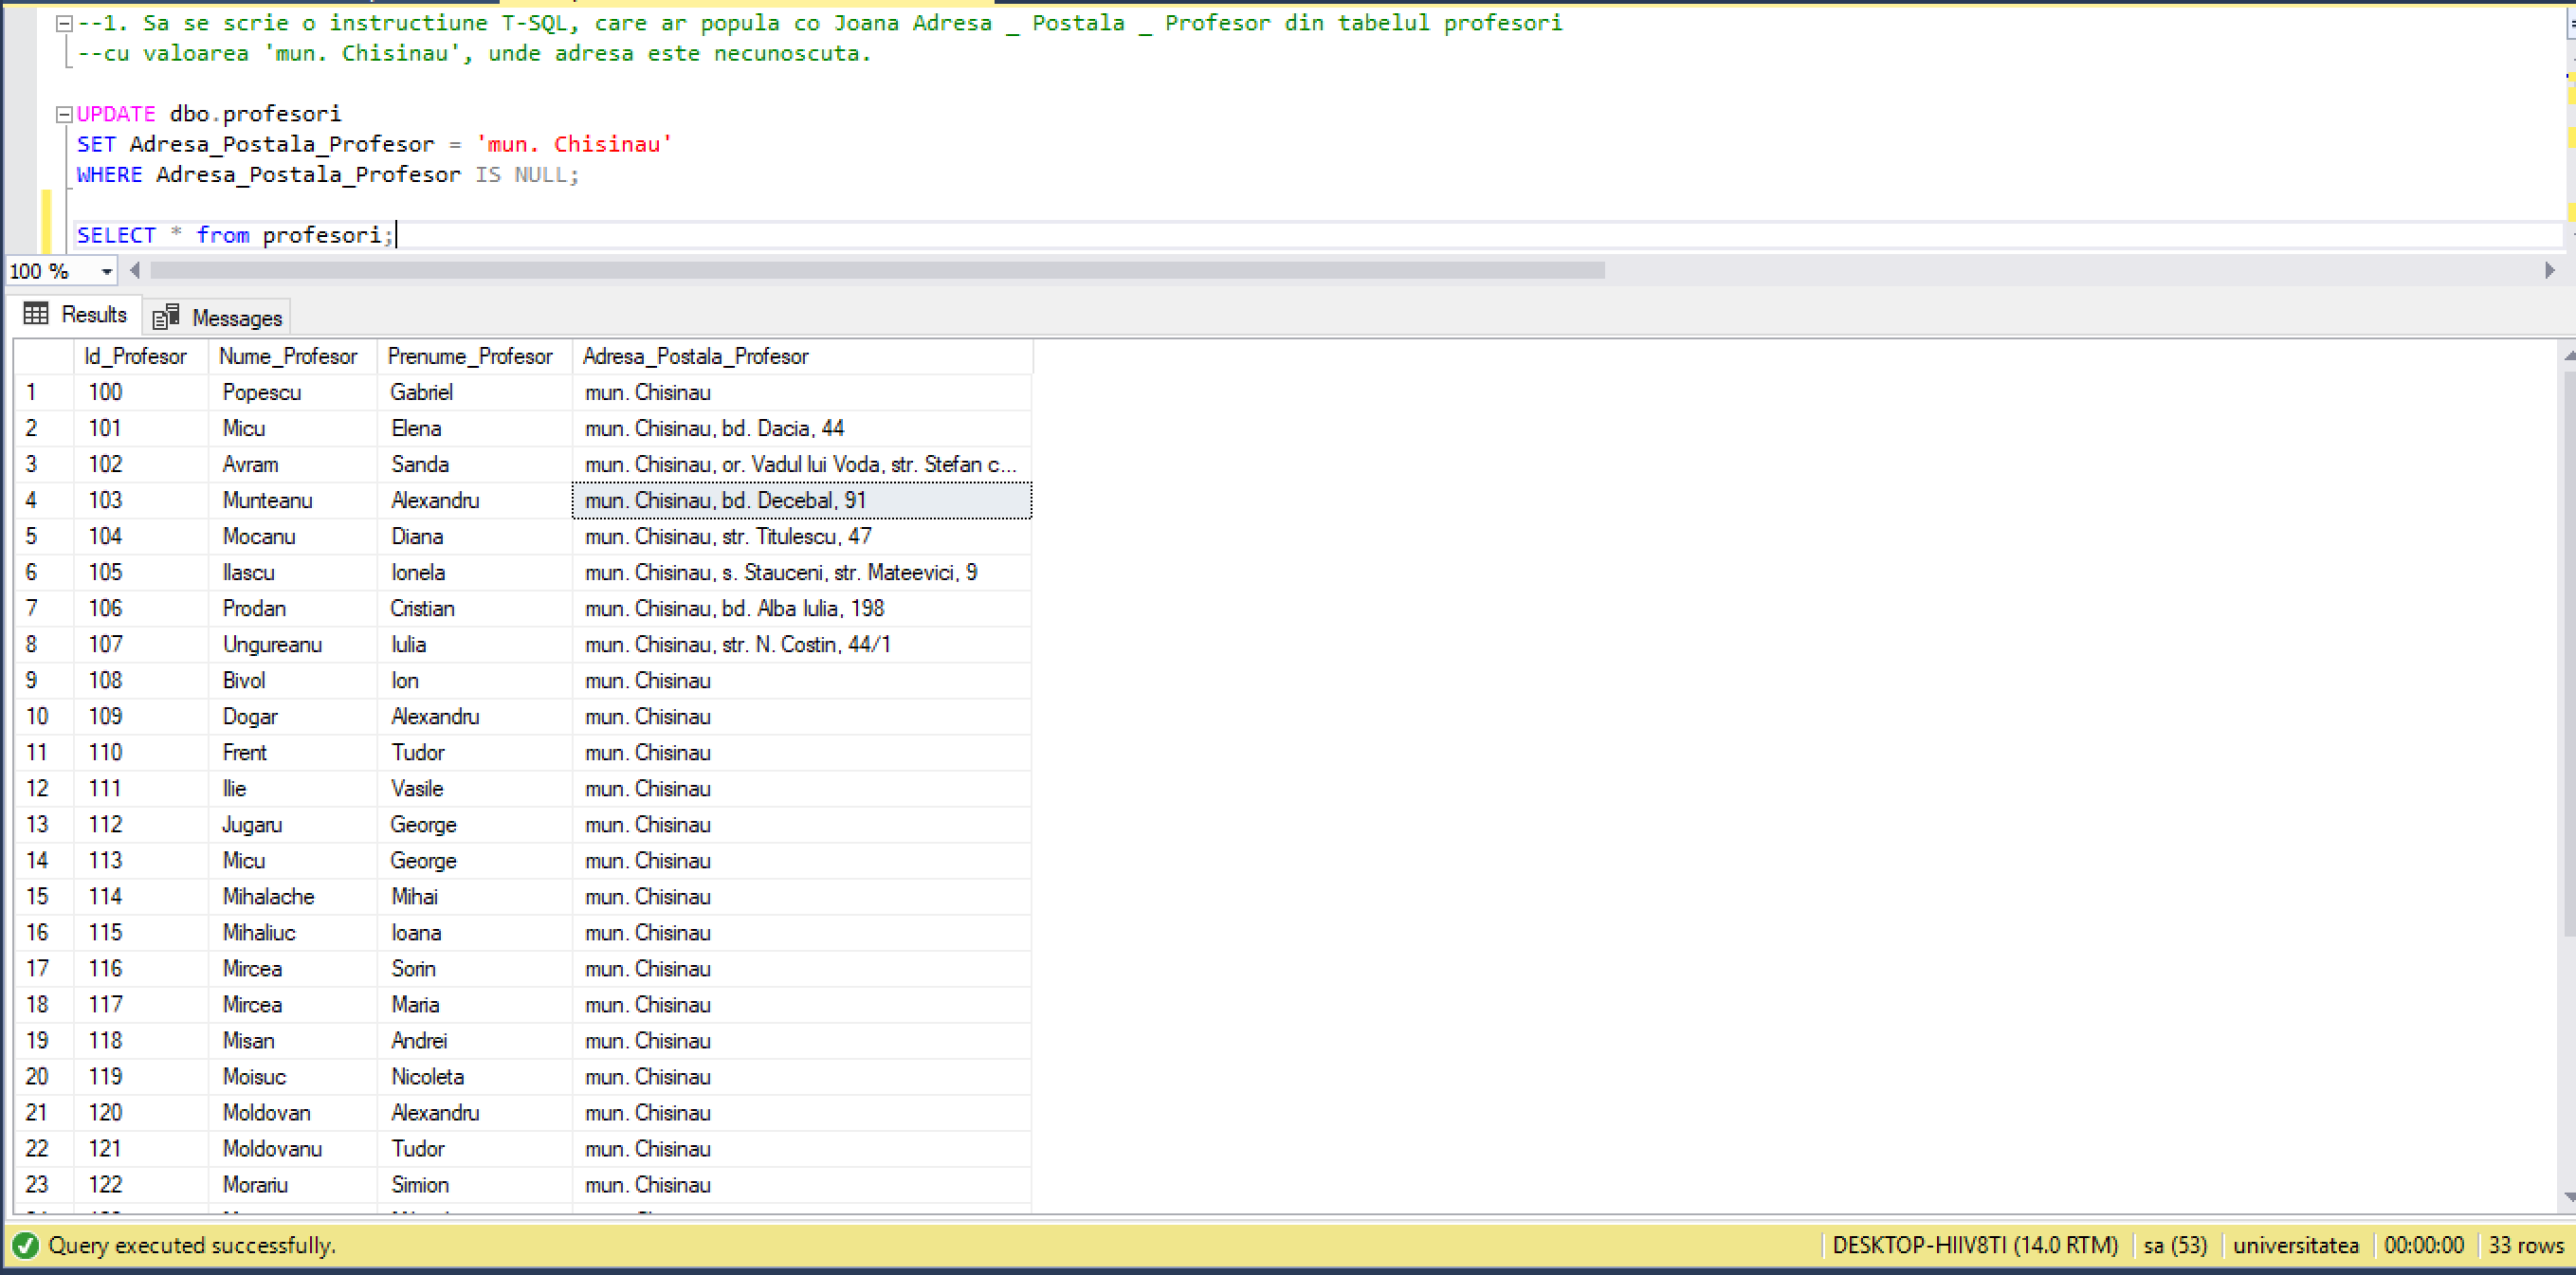 --1. Sa se scrie o instructiune T-SQL, care ar popula co Joana Adresa _ Postala _ Profesor din tabelul profesori
--cu valoarea 'mun. Chisinau', unde adresa este necunoscuta.
UPDATE dbo.profesori
SET Adresa_Postala_Profesor = 'mun. Chisinau'
WHERE Adresa_Postala_Profesor IS NULL;
SELECT * from profesori;
100 %
Results Messages
Id_Profesor Nume_Profesor Prenume_Profesor Adresa_Postala_Profesor
1 100 Popescu Gabriel mun. Chisinau
2 101 Micu Elena mun. Chisinau, bd. Dacia, 44
3 102 Avram Sanda mun. Chisinau, or. Vadul lui Voda, str. Stefan c...
4 103 Munteanu Alexandru mun. Chisinau, bd. Decebal, 91
5 104 Mocanu Diana mun. Chisinau, str. Titulescu, 47
6 105 Ilascu Ionela mun. Chisinau, s. Stauceni, str. Mateevici, 9
7 106 Prodan Cristian mun. Chisinau, bd. Alba Iulia, 198
8 107 Ungureanu Iulia mun. Chisinau, str. N. Costin, 44/1
9 108 Bivol Ion mun. Chisinau
10 109 Dogar Alexandru mun. Chisinau
11 110 Frent Tudor mun. Chisinau
12 111 Ilie Vasile mun. Chisinau
13 112 Jugaru George mun. Chisinau
14 113 Micu George mun. Chisinau
15 114 Mihalache Mihai mun. Chisinau
16 115 Mihaliuc Ioana mun. Chisinau
17 116 Mircea Sorin mun. Chisinau
18 117 Mircea Maria mun. Chisinau
19 118 Misan Andrei mun. Chisinau
20 119 Moisuc Nicoleta mun. Chisinau
21 120 Moldovan Alexandru mun. Chisinau
22 121 Moldovanu Tudor mun. Chisinau
23 122 Morariu Simion mun. Chisinau
Query executed successfully. DESKTOP-HIIV8TI (14.0 RTM) sa (53) universitatea 00:00:00 33 rows